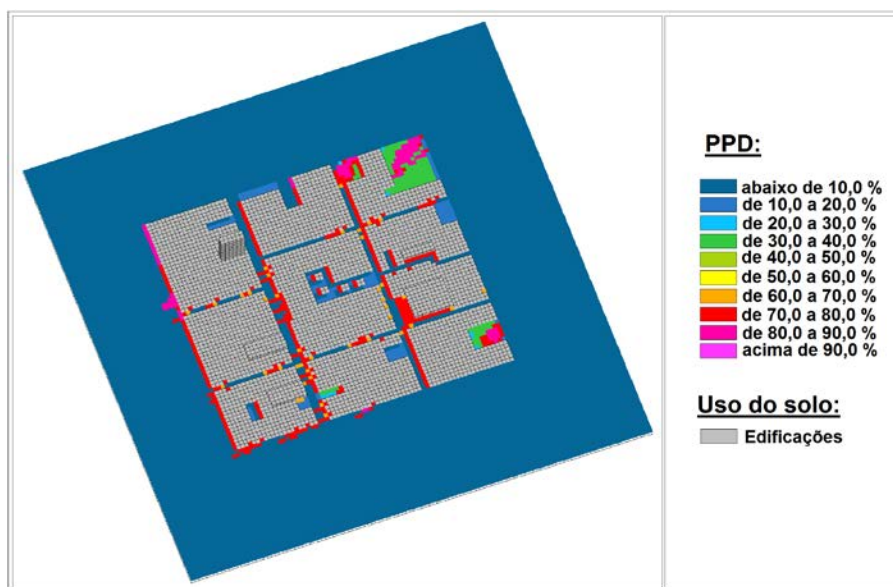 PPD:
abaixo de 10,0 %
de 10,0 a 20,0 %
de 20,0 a 30,0 %
de 30,0 a 40,0 %
de 40,0 a 50,0 %
de 50,0 a 60,0 %
de 60,0 a 70,0 %
de 70,0 a 80,0 %
de 80,0 a 90,0 %
acima de 90,0 %
Uso do solo:
Edificações